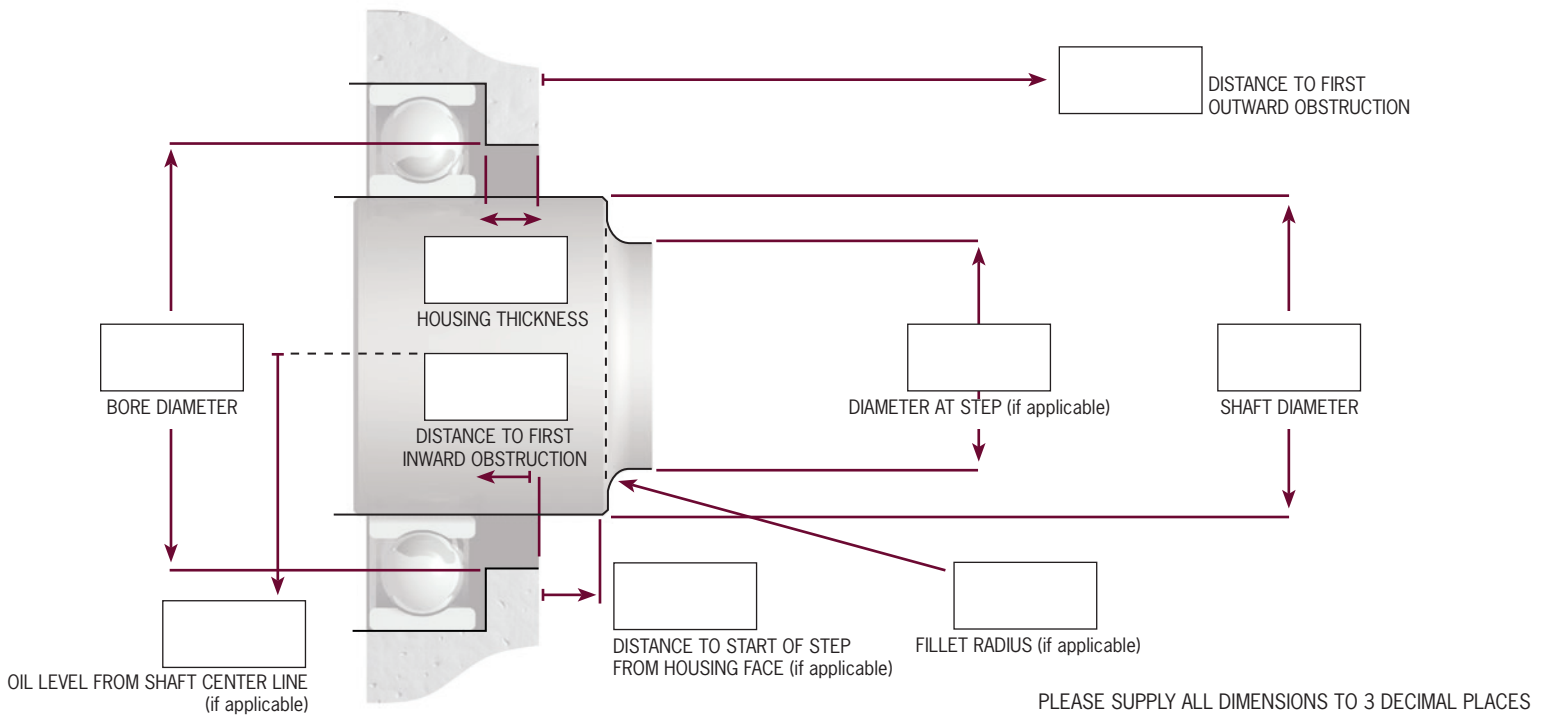 DISTANCE TO FIRST
OUTWARD OBSTRUCTION
HOUSING THICKNESS
BORE DIAMETER
DIAMETER AT STEP (if applicable)
SHAFT DIAMETER
DISTANCE TO FIRST
INWARD OBSTRUCTION
DISTANCE TO START OF STEP
FROM HOUSING FACE (if applicable)
FILLET RADIUS (if applicable)
OIL LEVEL FROM SHAFT CENTER LINE
(if applicable)
PLEASE SUPPLY ALL DIMENSIONS TO 3 DECIMAL PLACES